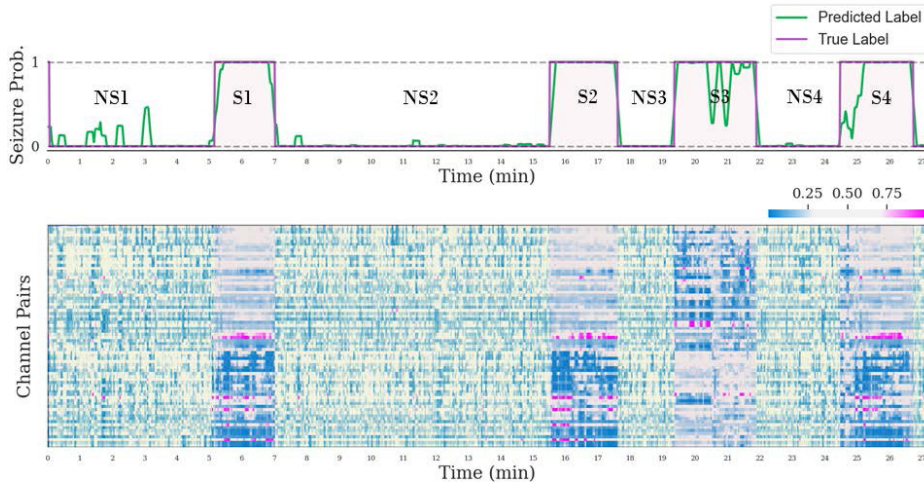 Predicted Label
True Label
Seizure Prob.
1
0
NS1
S1
NS2
S2
NS3
S3
NS4
S4
0 1 2 3 4 5 6 7 8 9 10 11 12 13 14 15 16 17 18 19 20 21 22 23 24 25 26 27
Time (min)
0.25 0.50 0.75
Channel Pairs
0 1 2 3 4 5 6 7 8 9 10 11 12 13 14 15 16 17 18 19 20 21 22 23 24 25 26 27
Time (min)